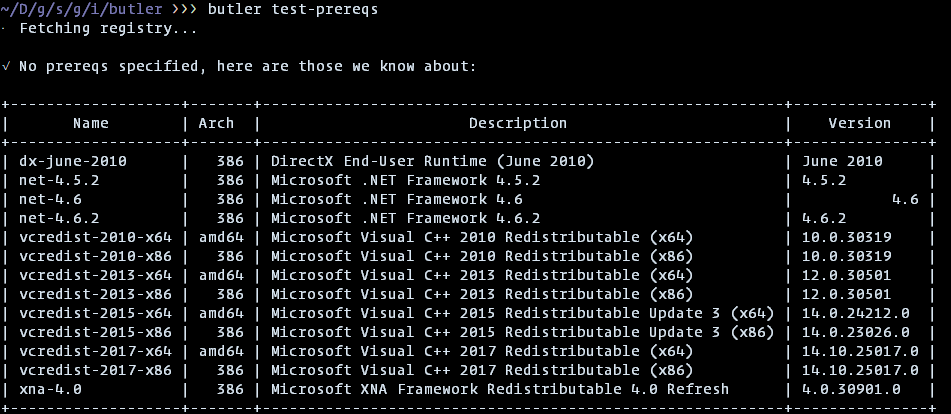 ~/D/g/s/g/i/butler ❯❯❯ butler test-prereqs
· Fetching registry...
✓ No prereqs specified, here are those we know about:
+-------------------+-------+--------------------------------------------------------+---------------+
|       Name        | Arch  |                      Description                       |    Version    |
+-------------------+-------+--------------------------------------------------------+---------------+
| dx-june-2010      |   386 | DirectX End-User Runtime (June 2010)                   | June 2010     |
| net-4.5.2         |   386 | Microsoft .NET Framework 4.5.2                         | 4.5.2         |
| net-4.6           |   386 | Microsoft .NET Framework 4.6                           |           4.6 |
| net-4.6.2         |   386 | Microsoft .NET Framework 4.6.2                         | 4.6.2         |
| vcredist-2010-x64 | amd64 | Microsoft Visual C++ 2010 Redistributable (x64)        | 10.0.30319    |
| vcredist-2010-x86 |   386 | Microsoft Visual C++ 2010 Redistributable (x86)        | 10.0.30319    |
| vcredist-2013-x64 | amd64 | Microsoft Visual C++ 2013 Redistributable (x64)        | 12.0.30501    |
| vcredist-2013-x86 |   386 | Microsoft Visual C++ 2013 Redistributable (x86)        | 12.0.30501    |
| vcredist-2015-x64 | amd64 | Microsoft Visual C++ 2015 Redistributable Update 3 (x64) | 14.0.24212.0  |
| vcredist-2015-x86 |   386 | Microsoft Visual C++ 2015 Redistributable Update 3 (x86) | 14.0.23026.0  |
| vcredist-2017-x64 | amd64 | Microsoft Visual C++ 2017 Redistributable (x64)        | 14.10.25017.0 |
| vcredist-2017-x86 |   386 | Microsoft Visual C++ 2017 Redistributable (x86)        | 14.10.25017.0 |
| xna-4.0           |   386 | Microsoft XNA Framework Redistributable 4.0 Refresh    | 4.0.30901.0   |
+-------------------+-------+--------------------------------------------------------+---------------+